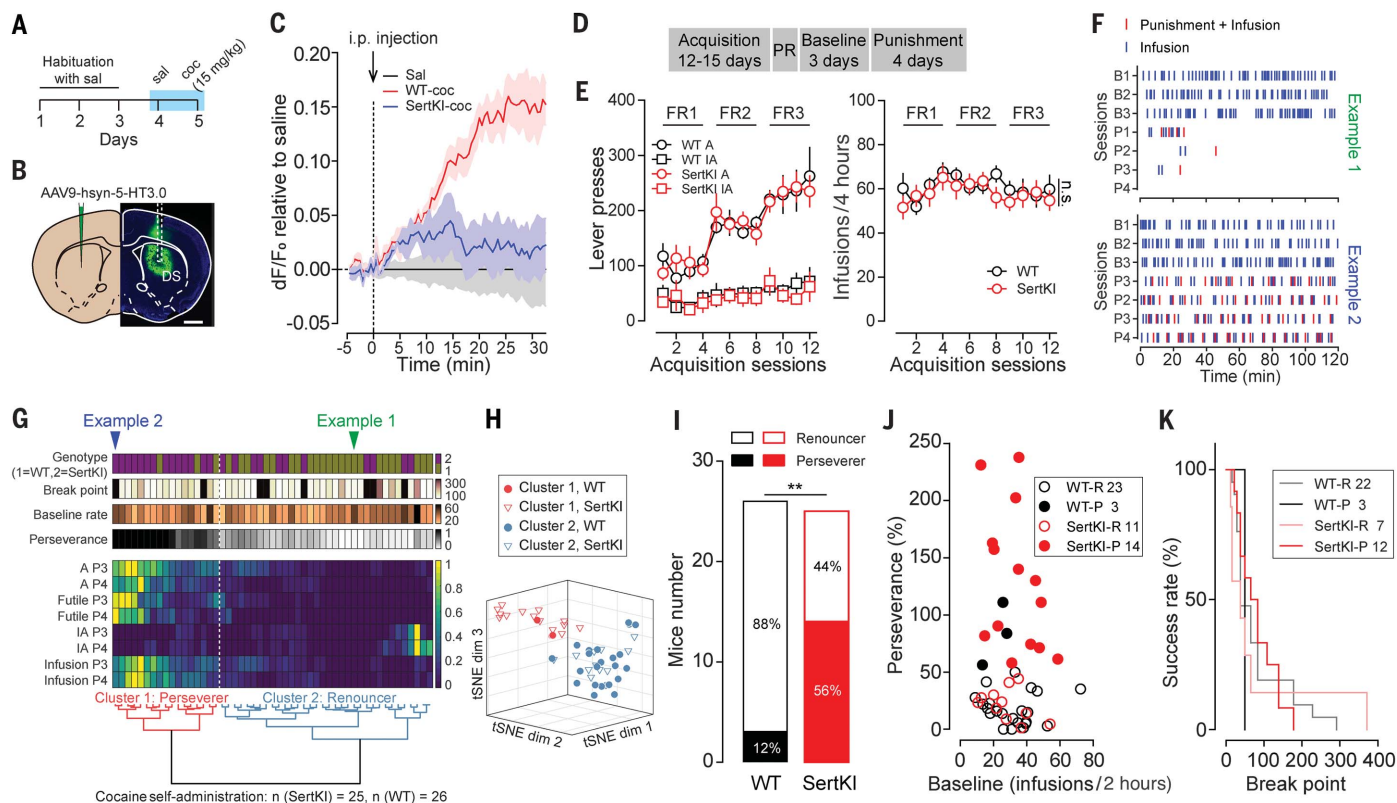 A
Habituation
with sal
sal
coc
(15 mg/kg)
1 2 3 4 5
Days
B
AAV9-hsyn-5-HT3.0
DS
C
i.p. injection
Sal
WT-coc
SertKI-coc
dF/F₀ relative to saline
0.20
0.15
0.10
0.05
0.00
-0.05
-5 0 5 10 15 20 25 30
Time (min)
D
Acquisition
12-15 days
PR
Baseline
3 days
Punishment
4 days
E
FR1 FR2 FR3
WT A
WT IA
SertKI A
SertKI IA
Lever presses
400
300
200
100
0
2 4 6 8 10 12
Acquisition sessions
FR1 FR2 FR3
n.s
WT
SertKI
Infusions/4 hours
100
80
60
40
20
0
2 4 6 8 10 12
Acquisition sessions
F
Punishment + Infusion
Infusion
Sessions
B1
B2
B3
P1
P2
P3
P4
Example 1
Sessions
B1
B2
B3
P3
P2
P3
P4
Example 2
0 20 40 60 80 100 120
Time (min)
G
Example 2
Example 1
Genotype
(1=WT,2=SertKI)
2
1
Break point
300
100
Baseline rate
60
20
Perseverance
1
0
A P3
A P4
Futile P3
Futile P4
IA P3
IA P4
Infusion P3
Infusion P4
1
0.8
0.6
0.4
0.2
0
Cluster 1: Perseverer
Cluster 2: Renouncer
Cocaine self-administration: n (SertKI) = 25, n (WT) = 26
H
Cluster 1, WT
Cluster 1, SertKI
Cluster 2, WT
Cluster 2, SertKI
tSNE dim 3
tSNE dim 2
tSNE dim 1
I
Renouncer
Perseverer
**
Mice number
30
20
10
0
88%
12%
44%
56%
WT
SertKI
J
Perseverance (%)
250
200
150
100
50
0
WT-R 23
WT-P 3
SertKI-R 11
SertKI-P 14
0 20 40 60 80
Baseline (infusions/2 hours)
K
Success rate (%)
100
50
0
WT-R 22
WT-P 3
SertKI-R 7
SertKI-P 12
0 100 200 300 400
Break point